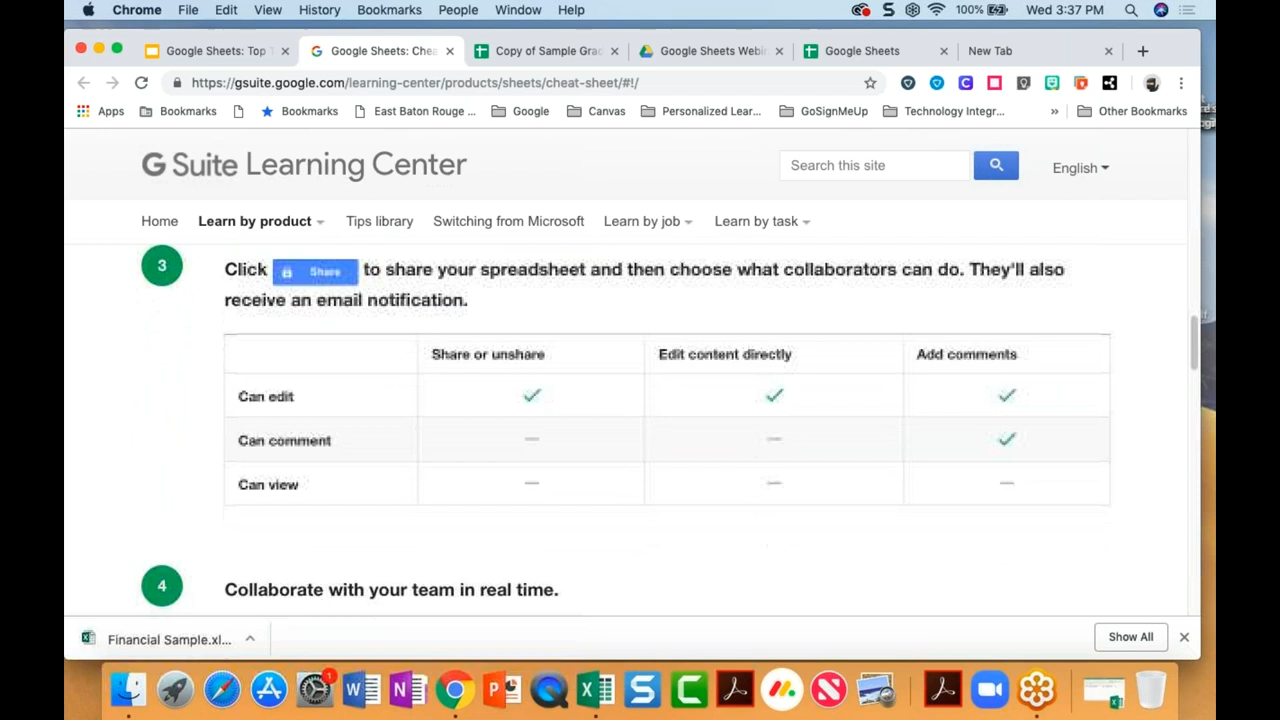 Chrome File Edit View History Bookmarks People Window Help 100% Wed 3:37 PM
Google Sheets: Top T Google Sheets: Chea Copy of Sample Grad Google Sheets Webin Google Sheets New Tab
https://gsuite.google.com/learning-center/products/sheets/cheat-sheet/#!/
Apps Bookmarks Bookmarks East Baton Rouge ... Google Canvas Personalized Lear... GoSignMeUp Technology Integr... » Other Bookmarks
G Suite Learning Center
Search this site
English
Home Learn by product Tips library Switching from Microsoft Learn by job Learn by task
3 Click Share to share your spreadsheet and then choose what collaborators can do. They'll also
receive an email notification.
Share or unshare Edit content directly Add comments
Can edit
Can comment
Can view
4 Collaborate with your team in real time.
Financial Sample.xl...
Show All
1